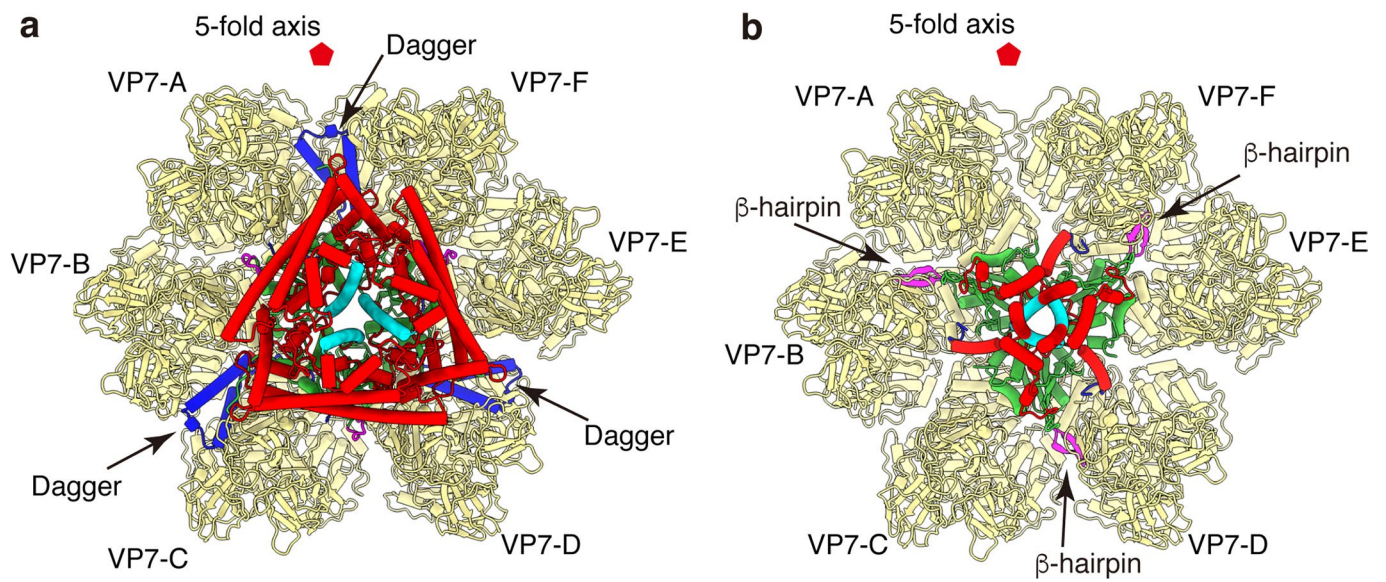 a
5-fold axis
Dagger
VP7-A
VP7-F
VP7-B
VP7-E
Dagger
Dagger
VP7-C
VP7-D
b
5-fold axis
VP7-A
VP7-F
β-hairpin
β-hairpin
VP7-E
VP7-B
VP7-C
VP7-D
β-hairpin